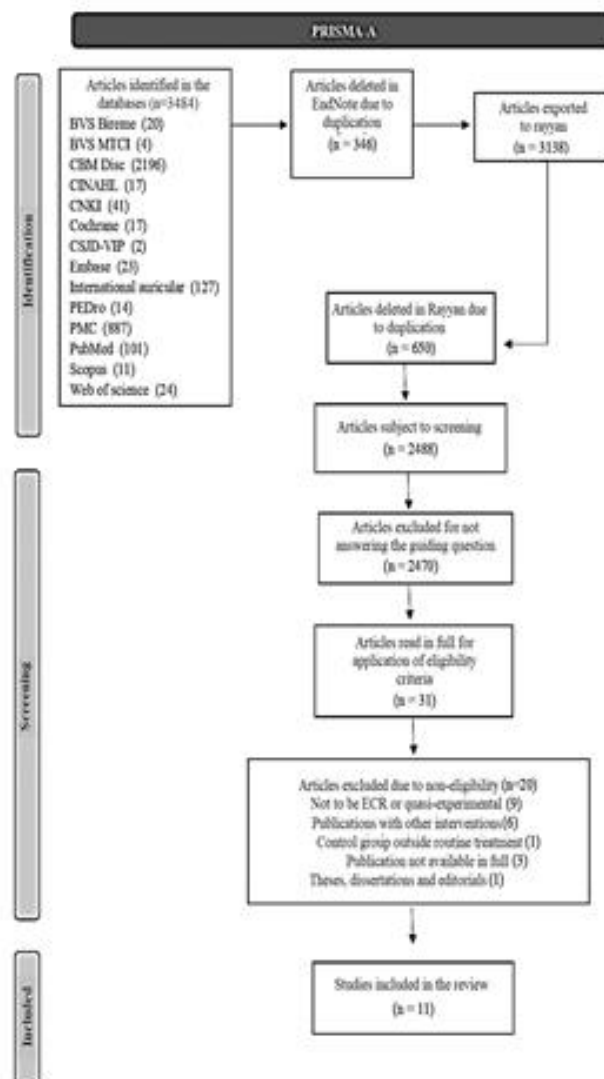 PRISMA-A
Identification
Articles identified in the
databases (n=3484)
BVS Bireme (20)
BVS MTCI (4)
CBM Disc (2196)
CINAHL (17)
CNKI (41)
Cochrane (17)
CSJD-VIP (2)
Embase (23)
International auricular (127)
PEDro (14)
PMC (887)
PubMed (101)
Scopus (11)
Web of science (24)
Articles deleted in
EndNote due to
duplication
(n = 346)
Articles exported
to rayyan
(n = 3138)
Articles deleted in Rayyan due
to duplication
(n = 650)
Articles subject to screening
(n = 2488)
Screening
Articles excluded for not
answering the guiding question
(n = 2470)
Articles read in full for
application of eligibility
criteria
(n = 31)
Articles excluded due to non-eligibility (n=20)
Not to be ECR or quasi-experimental (9)
Publications with other interventions(6)
Control group outside routine treatment (1)
Publication not available in full (3)
Theses, dissertations and editorials (1)
Included
Studies included in the review
(n = 11)